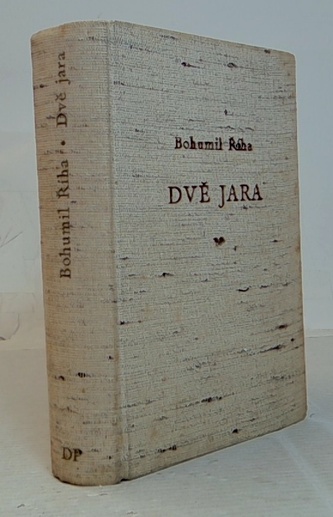 Bohumil Říha • Dvě jara
DP
Bohumil Říha
DVĚ JARA